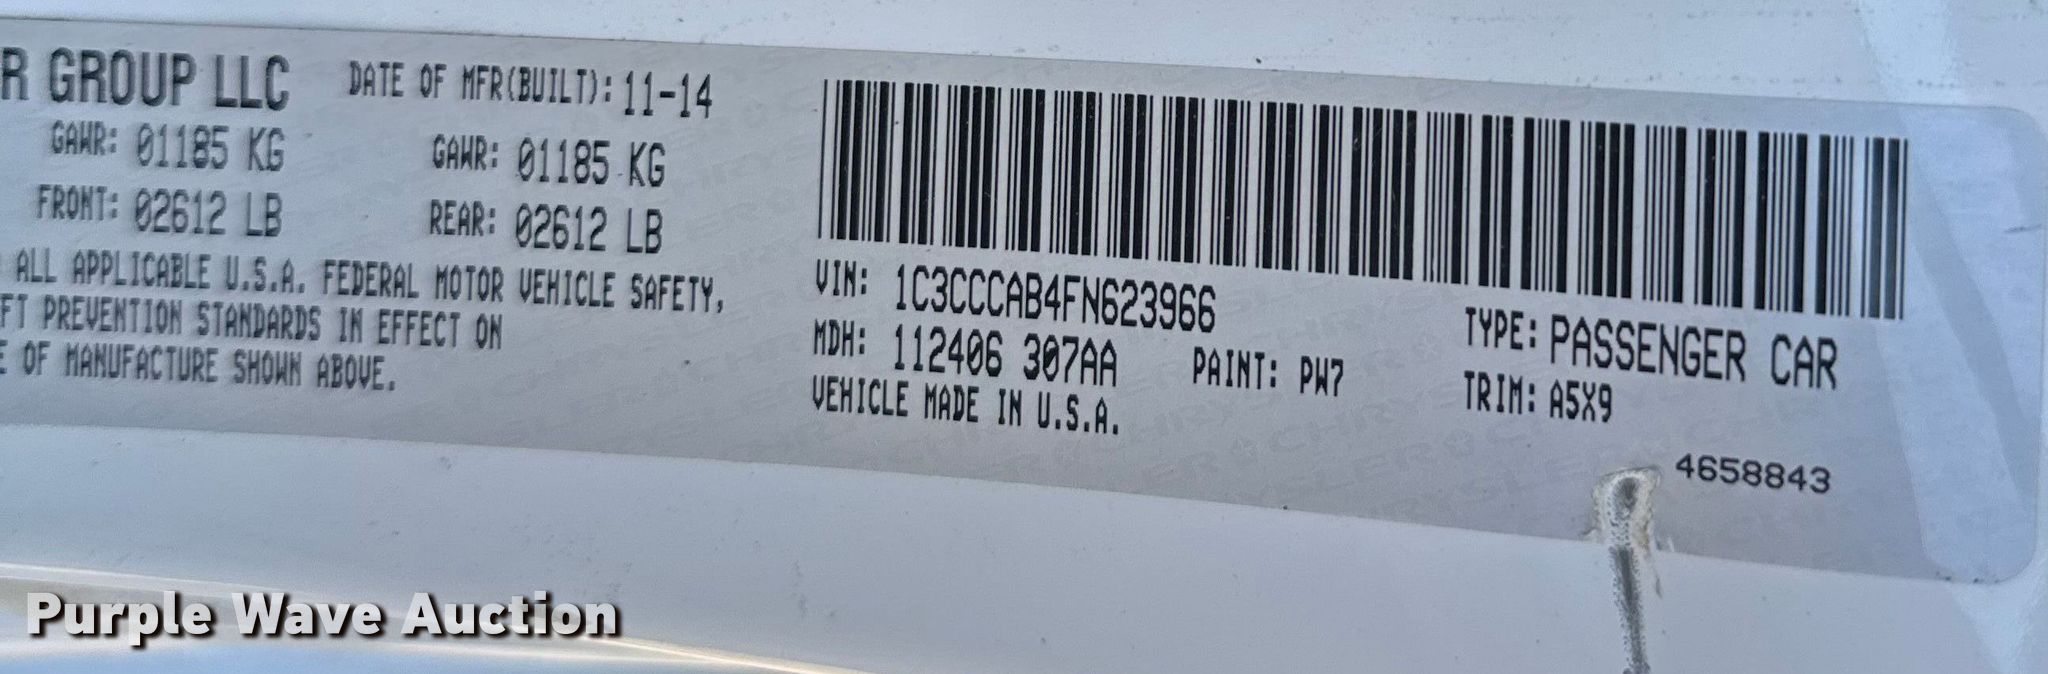 R GROUP LLC DATE OF MFR(BUILT): 11-14
GAWR: 01185 KG GAWR: 01185 KG
FRONT: 02612 LB REAR: 02612 LB
ALL APPLICABLE U.S.A. FEDERAL MOTOR VEHICLE SAFETY,
FT PREVENTION STANDARDS IN EFFECT ON
E OF MANUFACTURE SHOWN ABOVE.
VIN: 1C3CCCAB4FN623966 TYPE: PASSENGER CAR
MDH: 112406 307AA PAINT: PW7 TRIM: A5X9
VEHICLE MADE IN U.S.A.
4658843
Purple Wave Auction